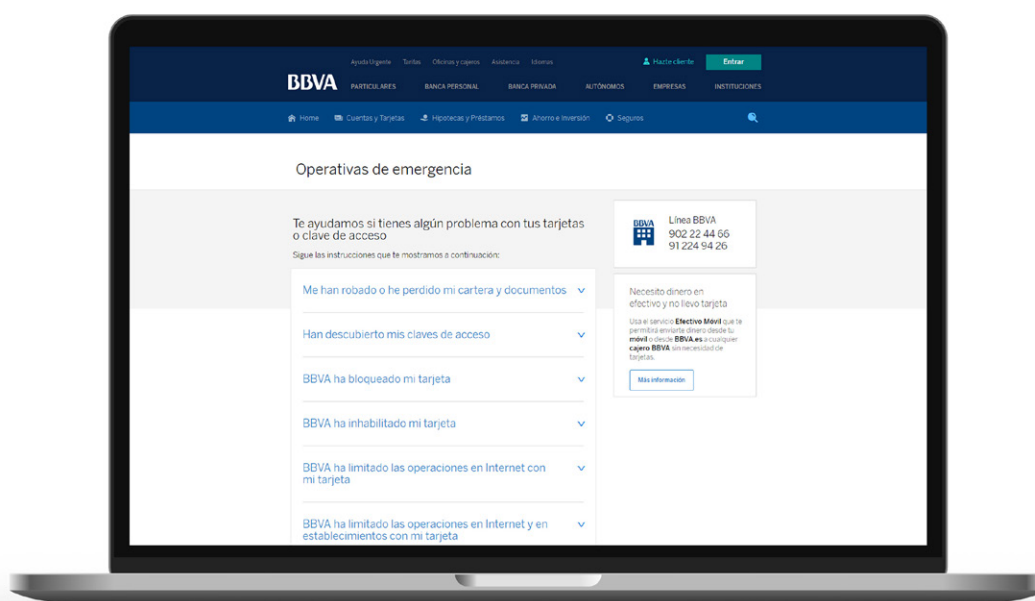 Ayuda Urgente Tarifas Oficinas y cajeros Asistencia Idiomas Hazte cliente Entrar
BBVA PARTICULARES BANCA PERSONAL BANCA PRIVADA AUTÓNOMOS EMPRESAS INSTITUCIONES
Home Cuentas y Tarjetas Hipotecas y Préstamos Ahorro e Inversión Seguros
Operativas de emergencia
Te ayudamos si tienes algún problema con tus tarjetas
o clave de acceso
Sigue las instrucciones que te mostramos a continuación:
Me han robado o he perdido mi cartera y documentos
Han descubierto mis claves de acceso
BBVA ha bloqueado mi tarjeta
BBVA ha inhabilitado mi tarjeta
BBVA ha limitado las operaciones en Internet con
mi tarjeta
BBVA ha limitado las operaciones en Internet y en
establecimientos con mi tarjeta
BBVA
Línea BBVA
902 22 44 66
91 224 94 26
Necesito dinero en
efectivo y no llevo
tarjeta
Usa el servicio Efectivo Móvil que te
permitirá enviarte dinero desde tu
móvil o desde BBVA.es a cualquier
cajero BBVA sin necesidad de
tarjetas.
Más información